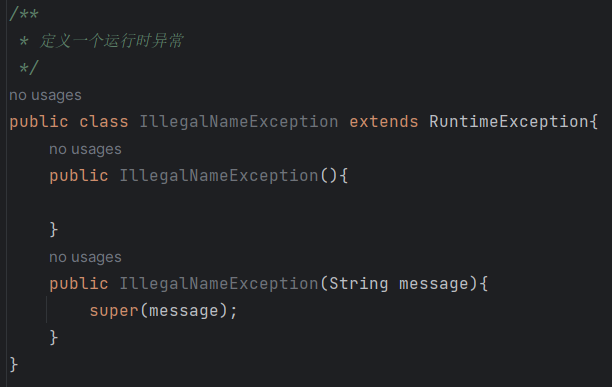 /**
 * 定义一个运行时异常
 */
no usages
public class IllegalNameException extends RuntimeException{
    no usages
    public IllegalNameException(){

    }
    no usages
    public IllegalNameException(String message){
        super(message);
    }
}